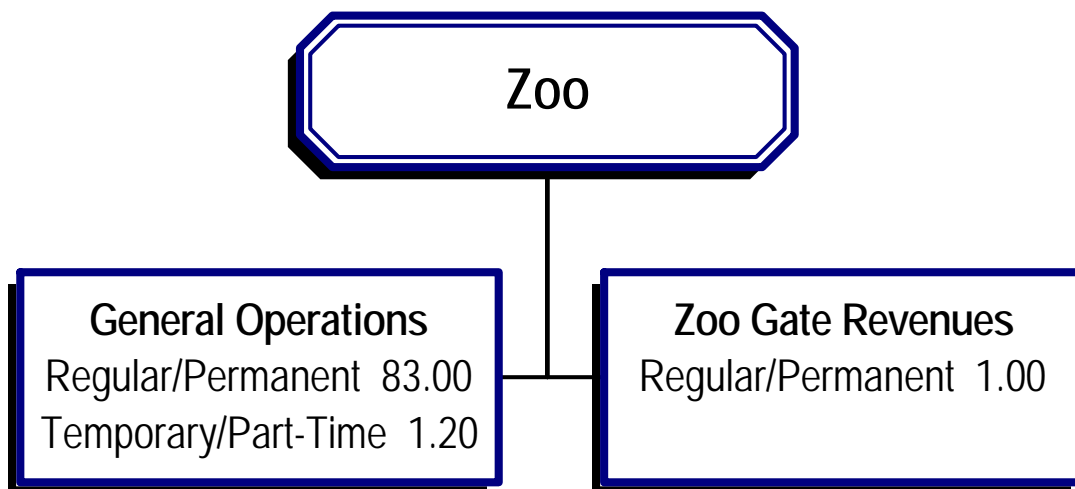 Zoo
General Operations
Regular/Permanent 83.00
Temporary/Part-Time 1.20
Zoo Gate Revenues
Regular/Permanent 1.00